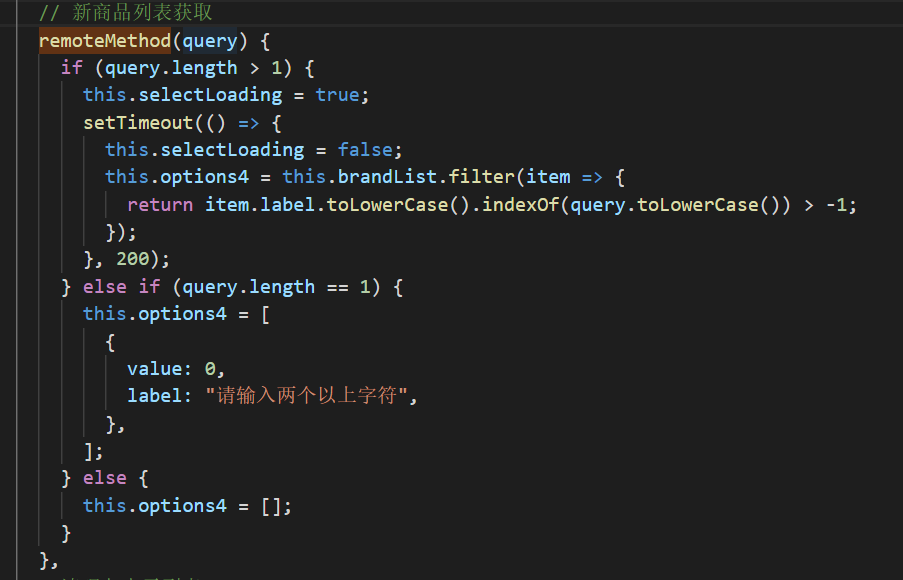 // 新商品列表获取
remoteMethod(query) {
if (query.length > 1) {
this.selectLoading = true;
setTimeout(() => {
this.selectLoading = false;
this.options4 = this.brandList.filter(item => {
return item.label.toLowerCase().indexOf(query.toLowerCase()) > -1;
});
}, 200);
} else if (query.length == 1) {
this.options4 = [
{
value: 0,
label: "请输入两个以上字符",
},
];
} else {
this.options4 = [];
}
},